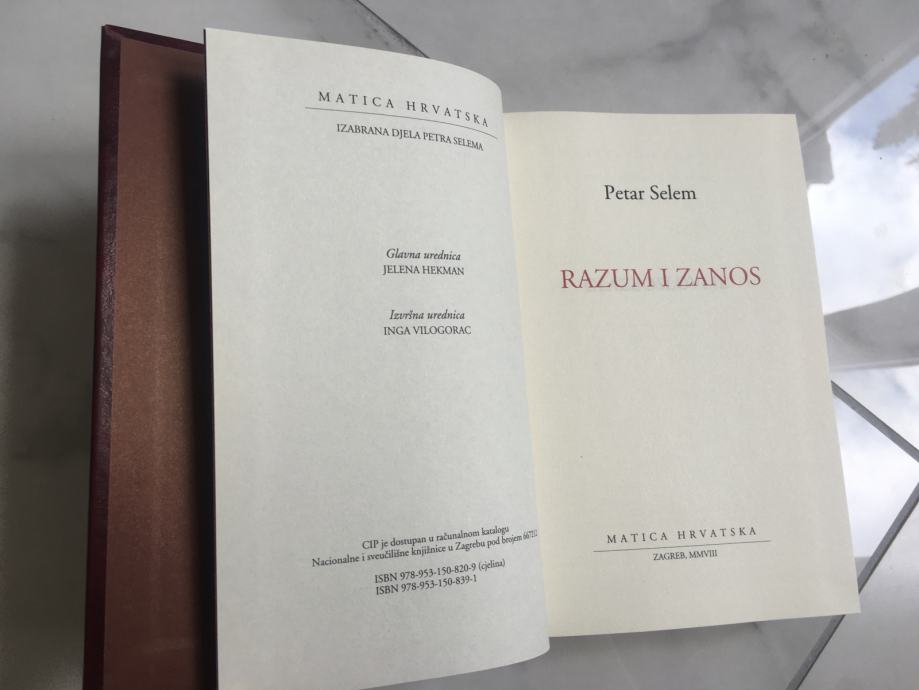 MATICA HRVATSKA
IZABRANA DJELA PETRA SELEMA
Glavna urednica
JELENA HEKMAN
Izvršna urednica
INGA VILOGORAC
CIP je dostupan u računalnom katalogu
Nacionalne i sveučilišne knjižnice u Zagrebu pod brojem
ISBN 978-953-150-820-9 (cjelina)
ISBN 978-953-150-839-1
Petar Selem
RAZUM I ZANOS
MATICA HRVATSKA
ZAGREB, MMVIII